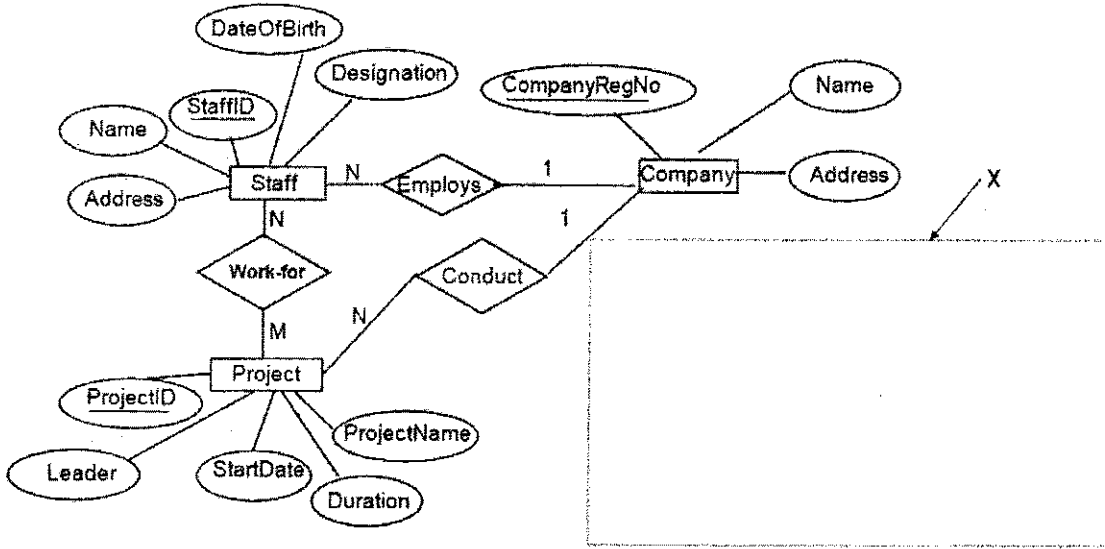 DateOfBirth
Designation
StaffID
Name
Address
Staff
N
Employs
1
CompanyRegNo
Name
Company
Address
X
N
Work-for
M
1
Conduct
N
Project
ProjectID
Leader
StartDate
Duration
ProjectName